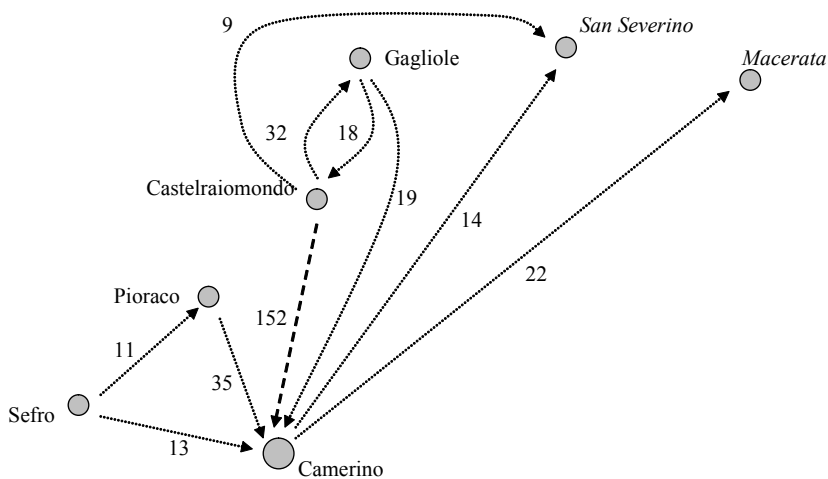 9
San Severino
Gagliole
Macerata
32
18
Castelraiomondo
19
14
22
Pioraco
152
11
35
Sefro
13
Camerino